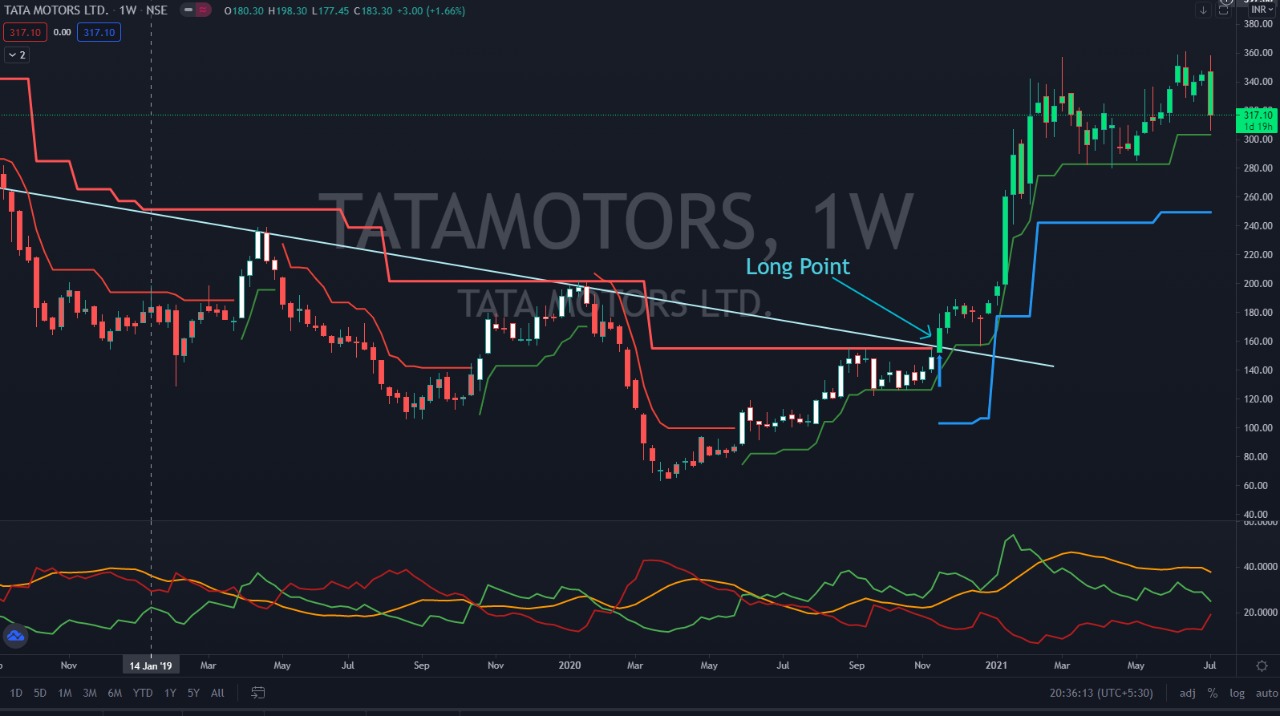 TATA MOTORS LTD. · 1W · NSE O180.30 H198.30 L177.45 C183.30 +3.00 (+1.66%)
INR
317.10 0.00 317.10
2
380.00
360.00
340.00
317.10
1d 19h
300.00
280.00
260.00
240.00
220.00
200.00
180.00
160.00
140.00
120.00
100.00
80.00
60.00
40.00
TATAMOTORS, 1W
TATA MOTORS LTD.
Long Point
60.0000
40.0000
20.0000
Nov 14 Jan '19 Mar May Jul Sep Nov 2020 Mar May Jul Sep Nov 2021 Mar May Jul
1D 5D 1M 3M 6M YTD 1Y 5Y All 20:36:13 (UTC+5:30) adj % log auto